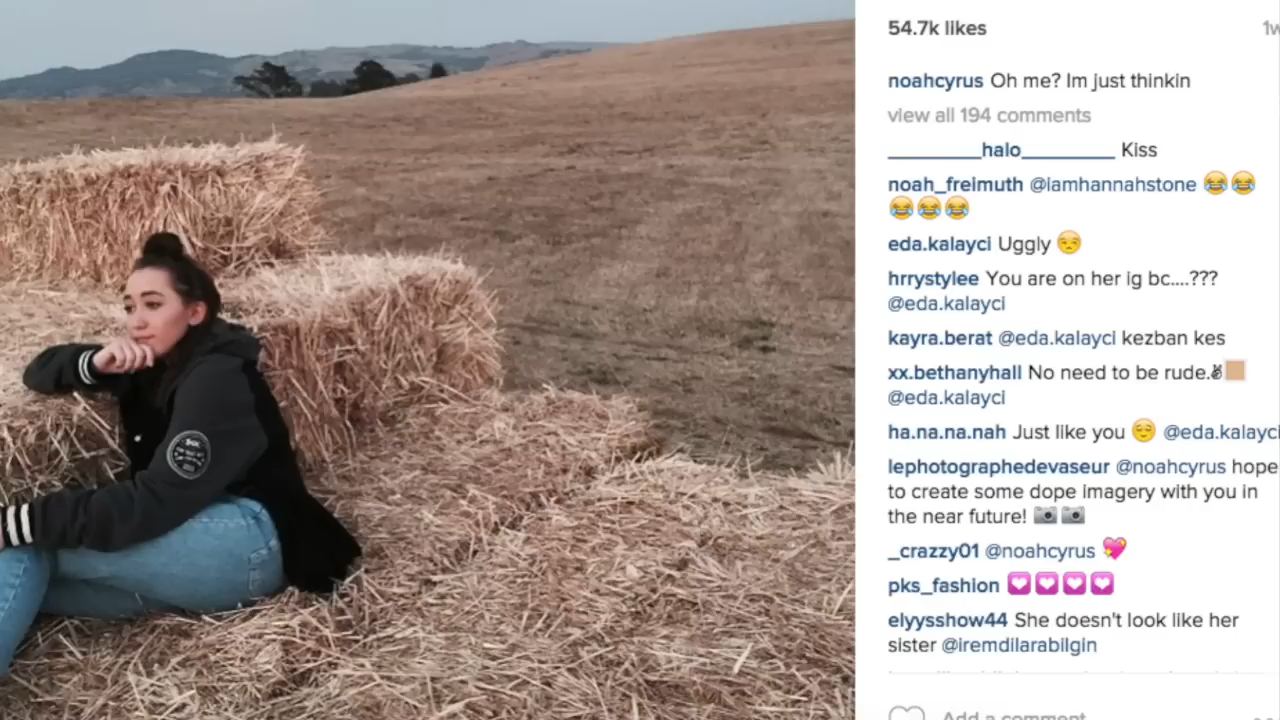 54.7k likes 1w
noahcyrus Oh me? Im just thinkin
view all 194 comments
_________halo_________ Kiss
noah_freimuth @iamhannahstone 😂😂
😂😂😂
eda.kalayci Uggly 😒
hrrystylee You are on her ig bc....???
@eda.kalayci
kayra.berat @eda.kalayci kezban kes
xx.bethanyhall No need to be rude.✌🏼
@eda.kalayci
ha.na.na.nah Just like you 😌 @eda.kalayci
lephotographedevaseur @noahcyrus hope
to create some dope imagery with you in
the near future! 📷📷
_crazzy01 @noahcyrus 💖
pks_fashion 💟💟💟💟
elyysshow44 She doesn't look like her
sister @iremdilarabilgin
Add a comment